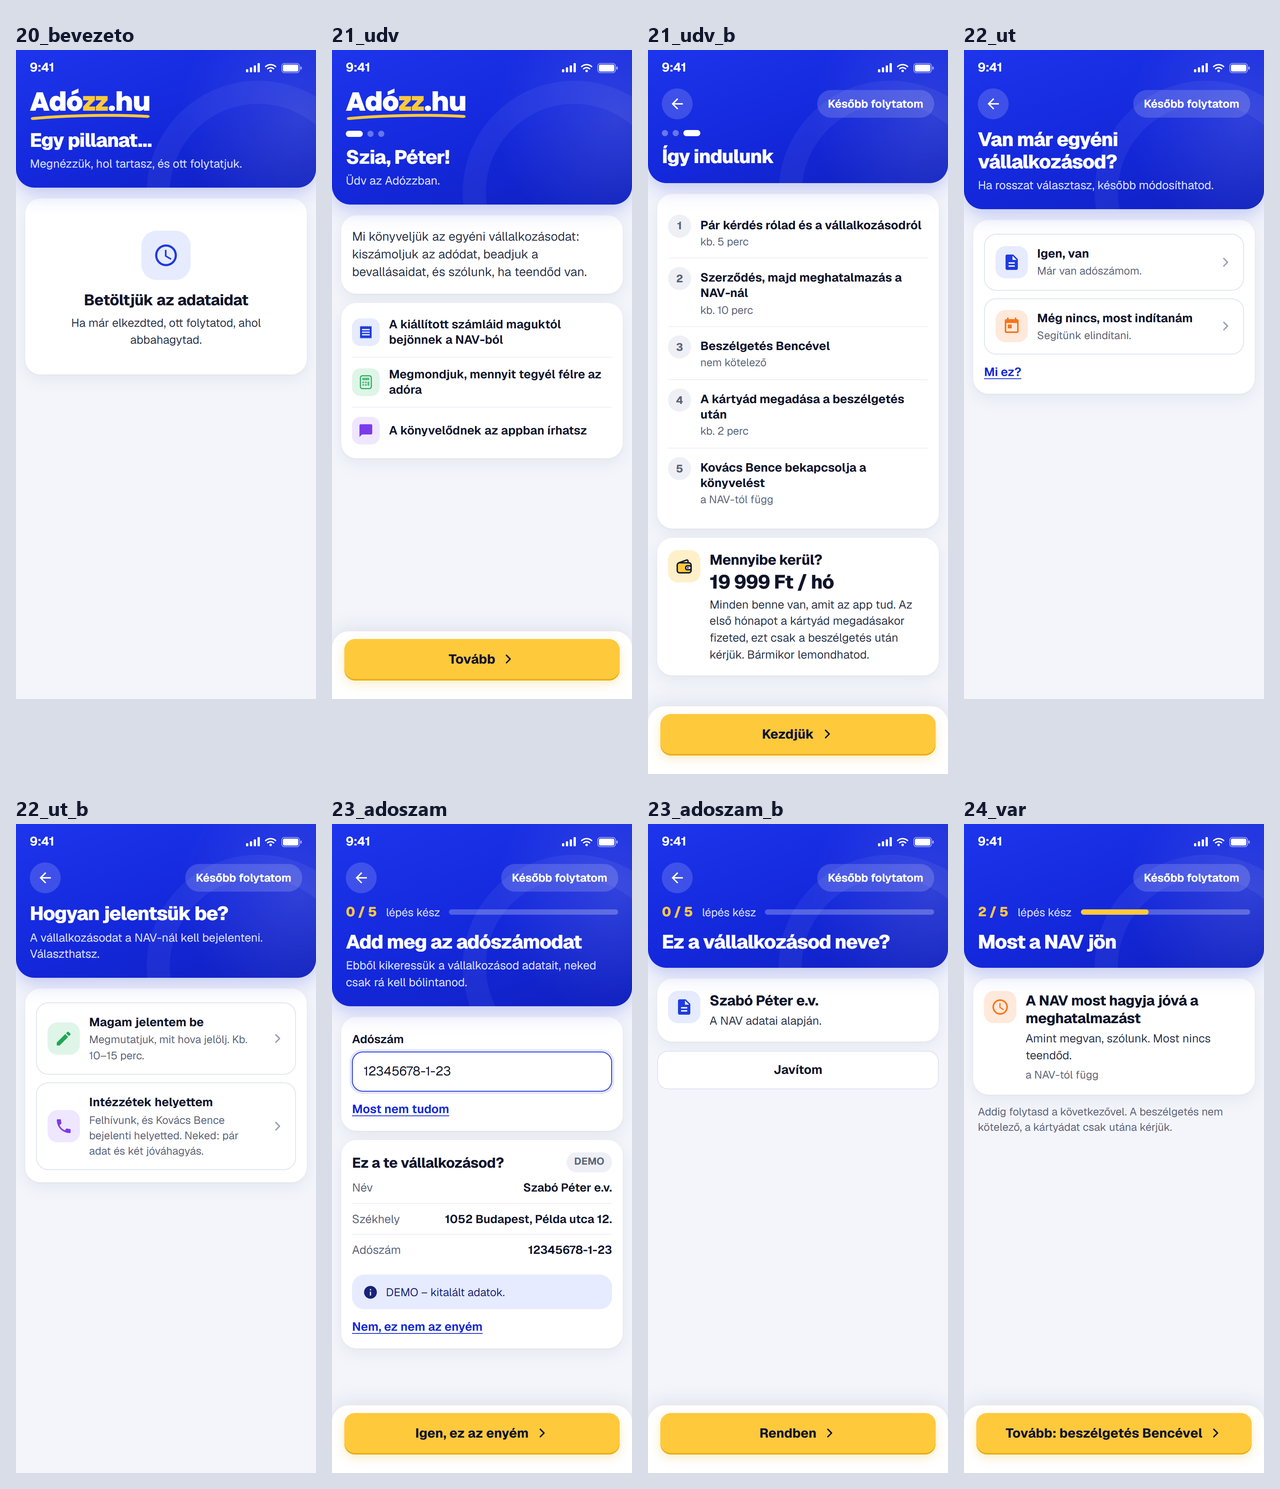 20_bevezeto
9:41
Adózz.hu
Egy pillanat...
Megnézzük, hol tartasz, és ott folytatjuk.
Betöltjük az adataidat
Ha már elkezdted, ott folytatod, ahol
abbahagytad.
21_udv
9:41
Adózz.hu
Szia, Péter!
Üdv az Adózzban.
Mi könyveljük az egyéni vállalkozásodat:
kiszámoljuk az adódat, beadjuk a
bevallásaidat, és szólunk, ha teendőd van.
A kiállított számláid maguktól
bejönnek a NAV-ból
Megmondjuk, mennyit tegyél félre az
adóra
A könyvelődnek az appban írhatsz
Tovább
21_udv_b
9:41
Később folytatom
Így indulunk
1
Pár kérdés rólad és a vállalkozásodról
kb. 5 perc
2
Szerződés, majd meghatalmazás a
NAV-nál
kb. 10 perc
3
Beszélgetés Bencével
nem kötelező
4
A kártyád megadása a beszélgetés
után
kb. 2 perc
5
Kovács Bence bekapcsolja a
könyvelést
a NAV-tól függ
Mennyibe kerül?
19 999 Ft / hó
Minden benne van, amit az app tud. Az
első hónapot a kártyád megadásakor
fizeted, ezt csak a beszélgetés után
kérjük. Bármikor lemondhatod.
Kezdjük
22_ut
9:41
Később folytatom
Van már egyéni
vállalkozásod?
Ha rosszat választasz, később módosíthatod.
Igen, van
Már van adószámom.
Még nincs, most indítanám
Segítünk elindítani.
Mi ez?
22_ut_b
9:41
Később folytatom
Hogyan jelentsük be?
A vállalkozásodat a NAV-nál kell bejelenteni.
Választhatsz.
Magam jelentem be
Megmutatjuk, mit hova jelölj. Kb.
10–15 perc.
Intézzétek helyettem
Felhívunk, és Kovács Bence
bejelenti helyetted. Neked: pár
adat és két jóváhagyás.
23_adoszam
9:41
Később folytatom
0 / 5 lépés kész
Add meg az adószámodat
Ebből kikeressük a vállalkozásod adatait, neked
csak rá kell bólintanod.
Adószám
12345678-1-23
Most nem tudom
Ez a te vállalkozásod?
DEMO
Név
Szabó Péter e.v.
Székhely
1052 Budapest, Példa utca 12.
Adószám
12345678-1-23
DEMO – kitalált adatok.
Nem, ez nem az enyém
Igen, ez az enyém
23_adoszam_b
9:41
Később folytatom
0 / 5 lépés kész
Ez a vállalkozásod neve?
Szabó Péter e.v.
A NAV adatai alapján.
Javítom
Rendben
24_var
9:41
Később folytatom
2 / 5 lépés kész
Most a NAV jön
A NAV most hagyja jóvá a
meghatalmazást
Amint megvan, szólunk. Most nincs
teendőd.
a NAV-tól függ
Addig folytasd a következővel. A beszélgetés nem
kötelező, a kártyádat csak utána kérjük.
Tovább: beszélgetés Bencével